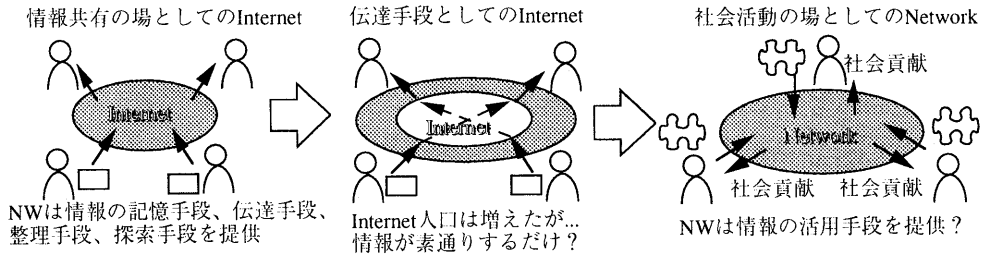 情報共有の場としてのInternet
Internet
NWは情報の記憶手段、伝達手段、
整理手段、探索手段を提供
伝達手段としてのInternet
Internet
Internet人口は増えたが...
情報が素通りするだけ？
社会活動の場としてのNetwork
社会貢献
Network
社会貢献
社会貢献
NWは情報の活用手段を提供？